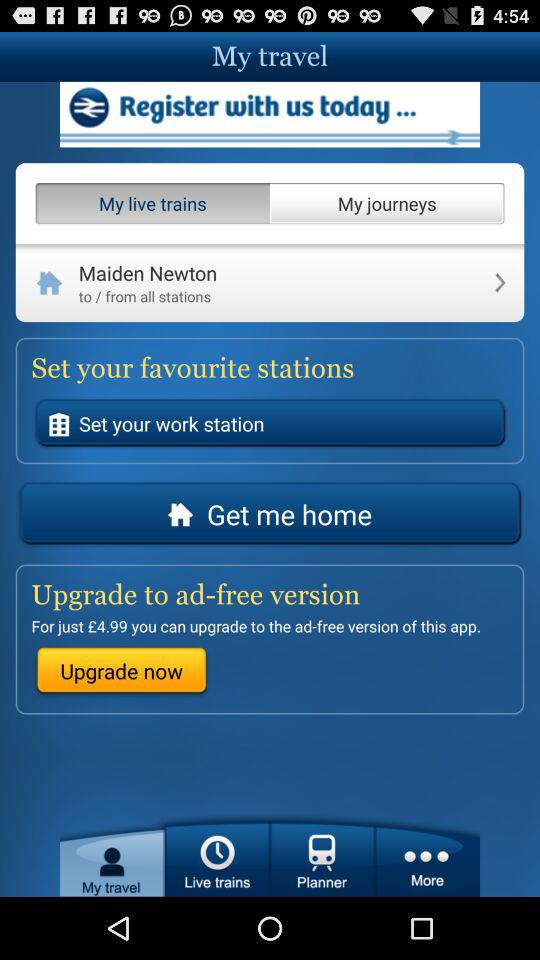 4:54
My travel
Register with us today ...
My live trains
My journeys
Maiden Newton
to / from all stations
Set your favourite stations
Set your work station
Get me home
Upgrade to ad-free version
For just £4.99 you can upgrade to the ad-free version of this app.
Upgrade now
My travel
Live trains
Planner
More